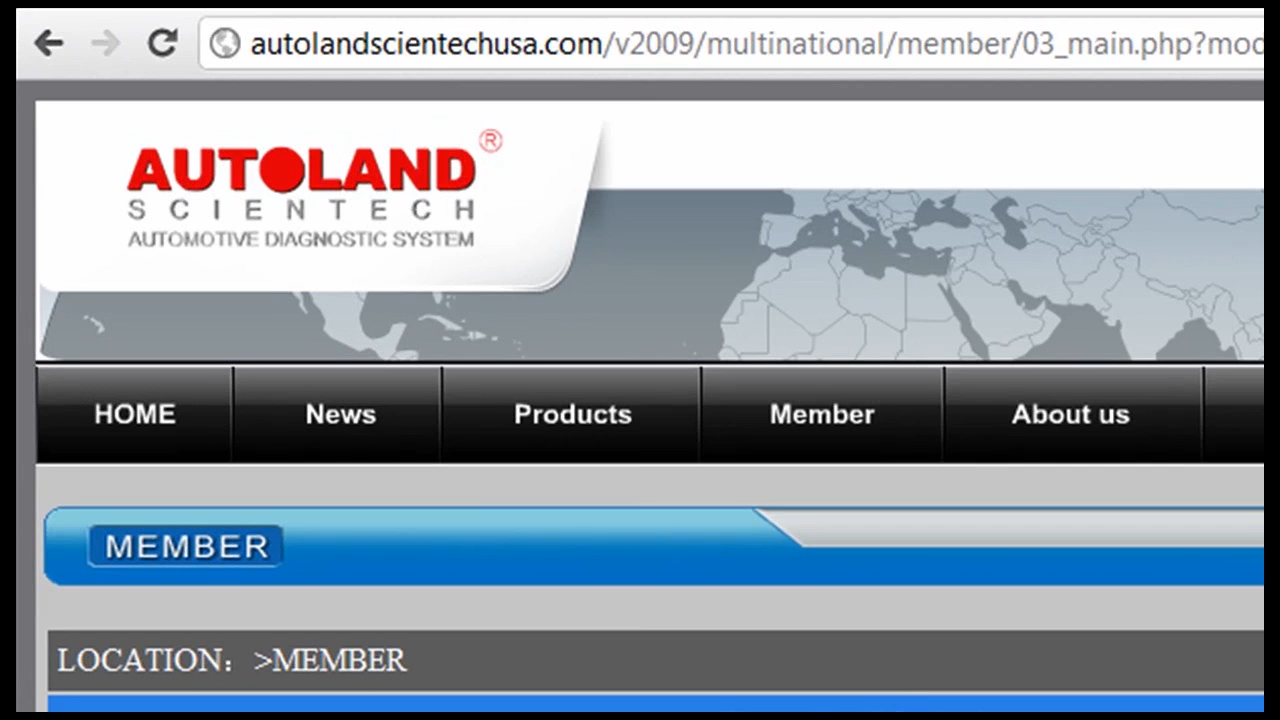 autolandscientechusa.com/v2009/multinational/member/03_main.php?moc
AUTOLAND®
SCIENTECH
AUTOMOTIVE DIAGNOSTIC SYSTEM
HOME News Products Member About us
MEMBER
LOCATION：>MEMBER